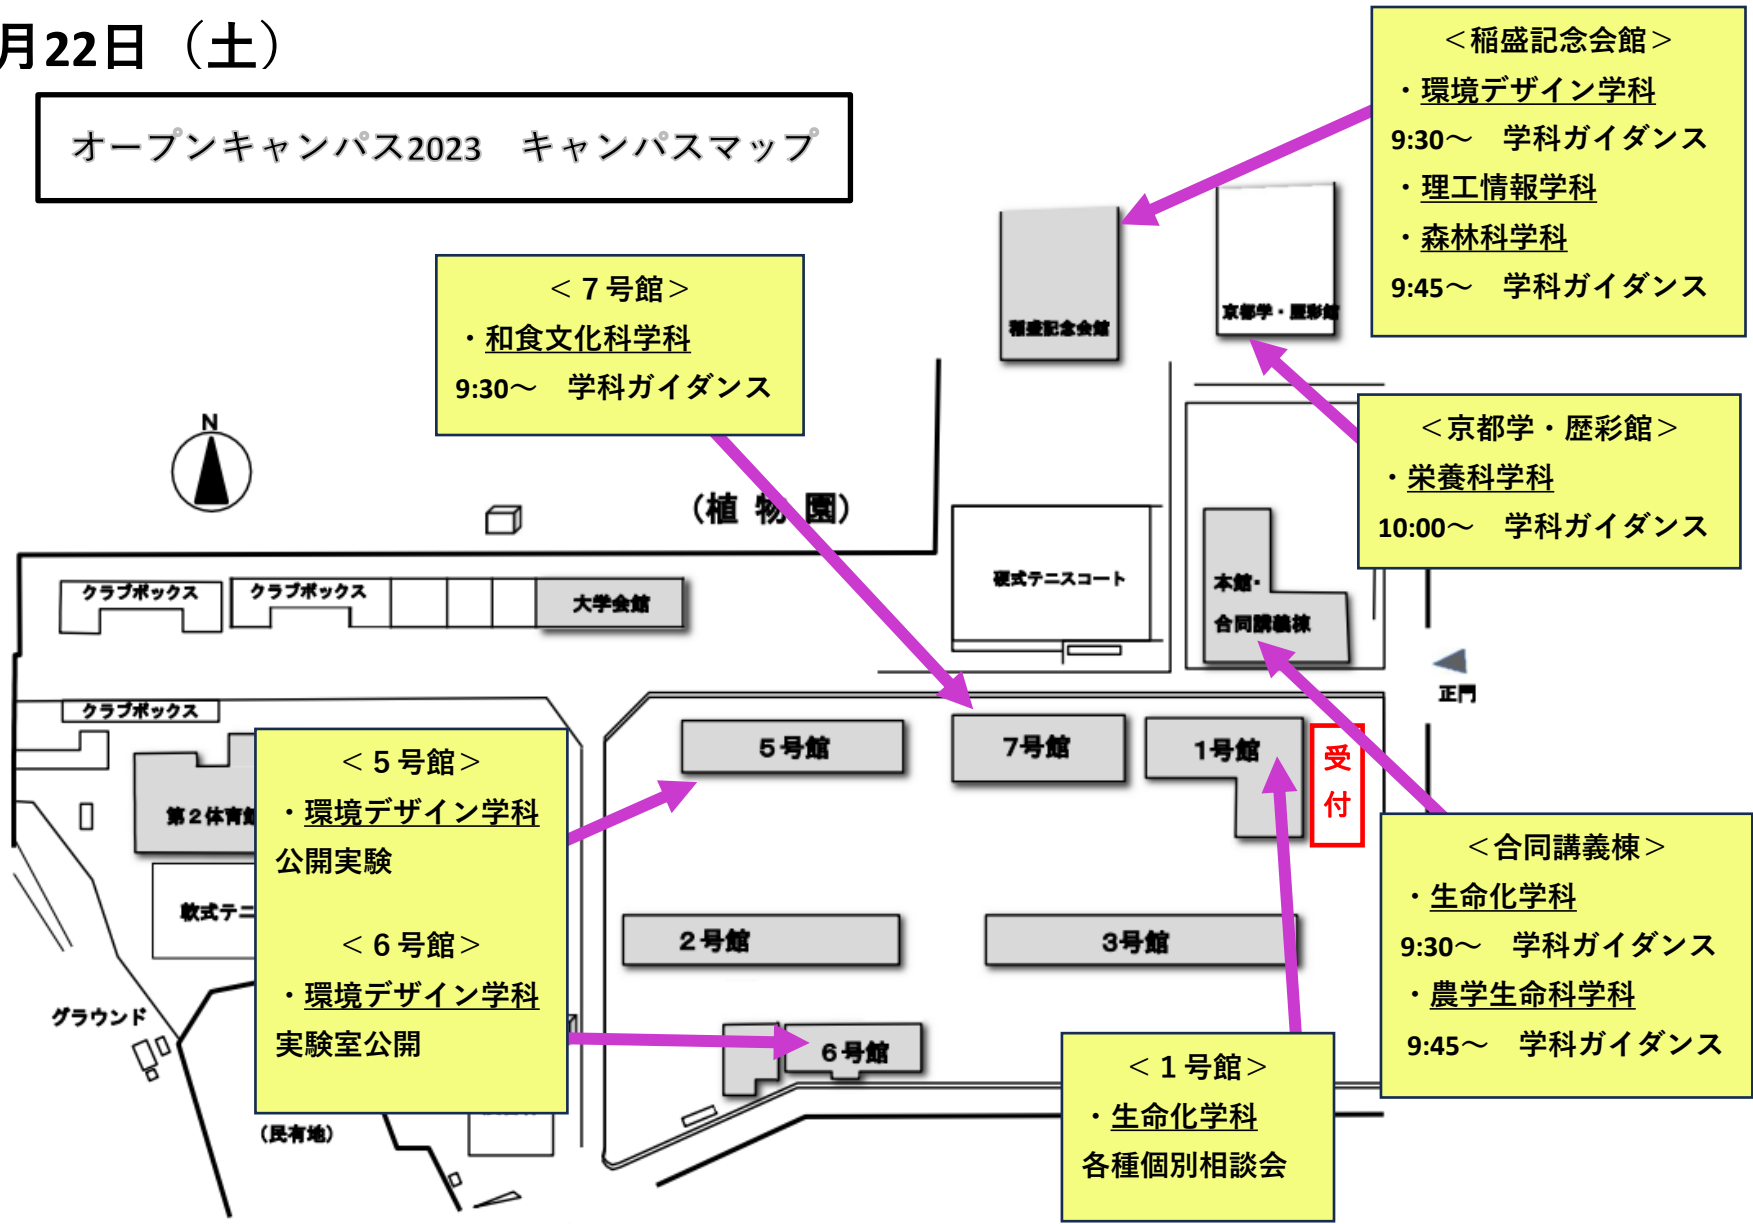 月22日（土）
オープンキャンパス2023　キャンパスマップ
＜稲盛記念会館＞
・環境デザイン学科
9:30～　学科ガイダンス
・理工情報学科
・森林科学科
9:45～　学科ガイダンス
＜７号館＞
・和食文化科学科
9:30～　学科ガイダンス
稲盛記念会館
京都学・歴彩館
＜京都学・歴彩館＞
・栄養科学科
10:00～　学科ガイダンス
N
（植 物 園）
クラブボックス
クラブボックス
大学会館
硬式テニスコート
本館・
合同講義棟
正門
クラブボックス
５号館
７号館
１号館
受
付
第２体育館
軟式テニ
＜５号館＞
・環境デザイン学科
公開実験
＜６号館＞
・環境デザイン学科
実験室公開
２号館
３号館
＜合同講義棟＞
・生命化学科
9:30～　学科ガイダンス
・農学生命科学科
9:45～　学科ガイダンス
グラウンド
６号館
＜１号館＞
・生命化学科
各種個別相談会
（民有地）